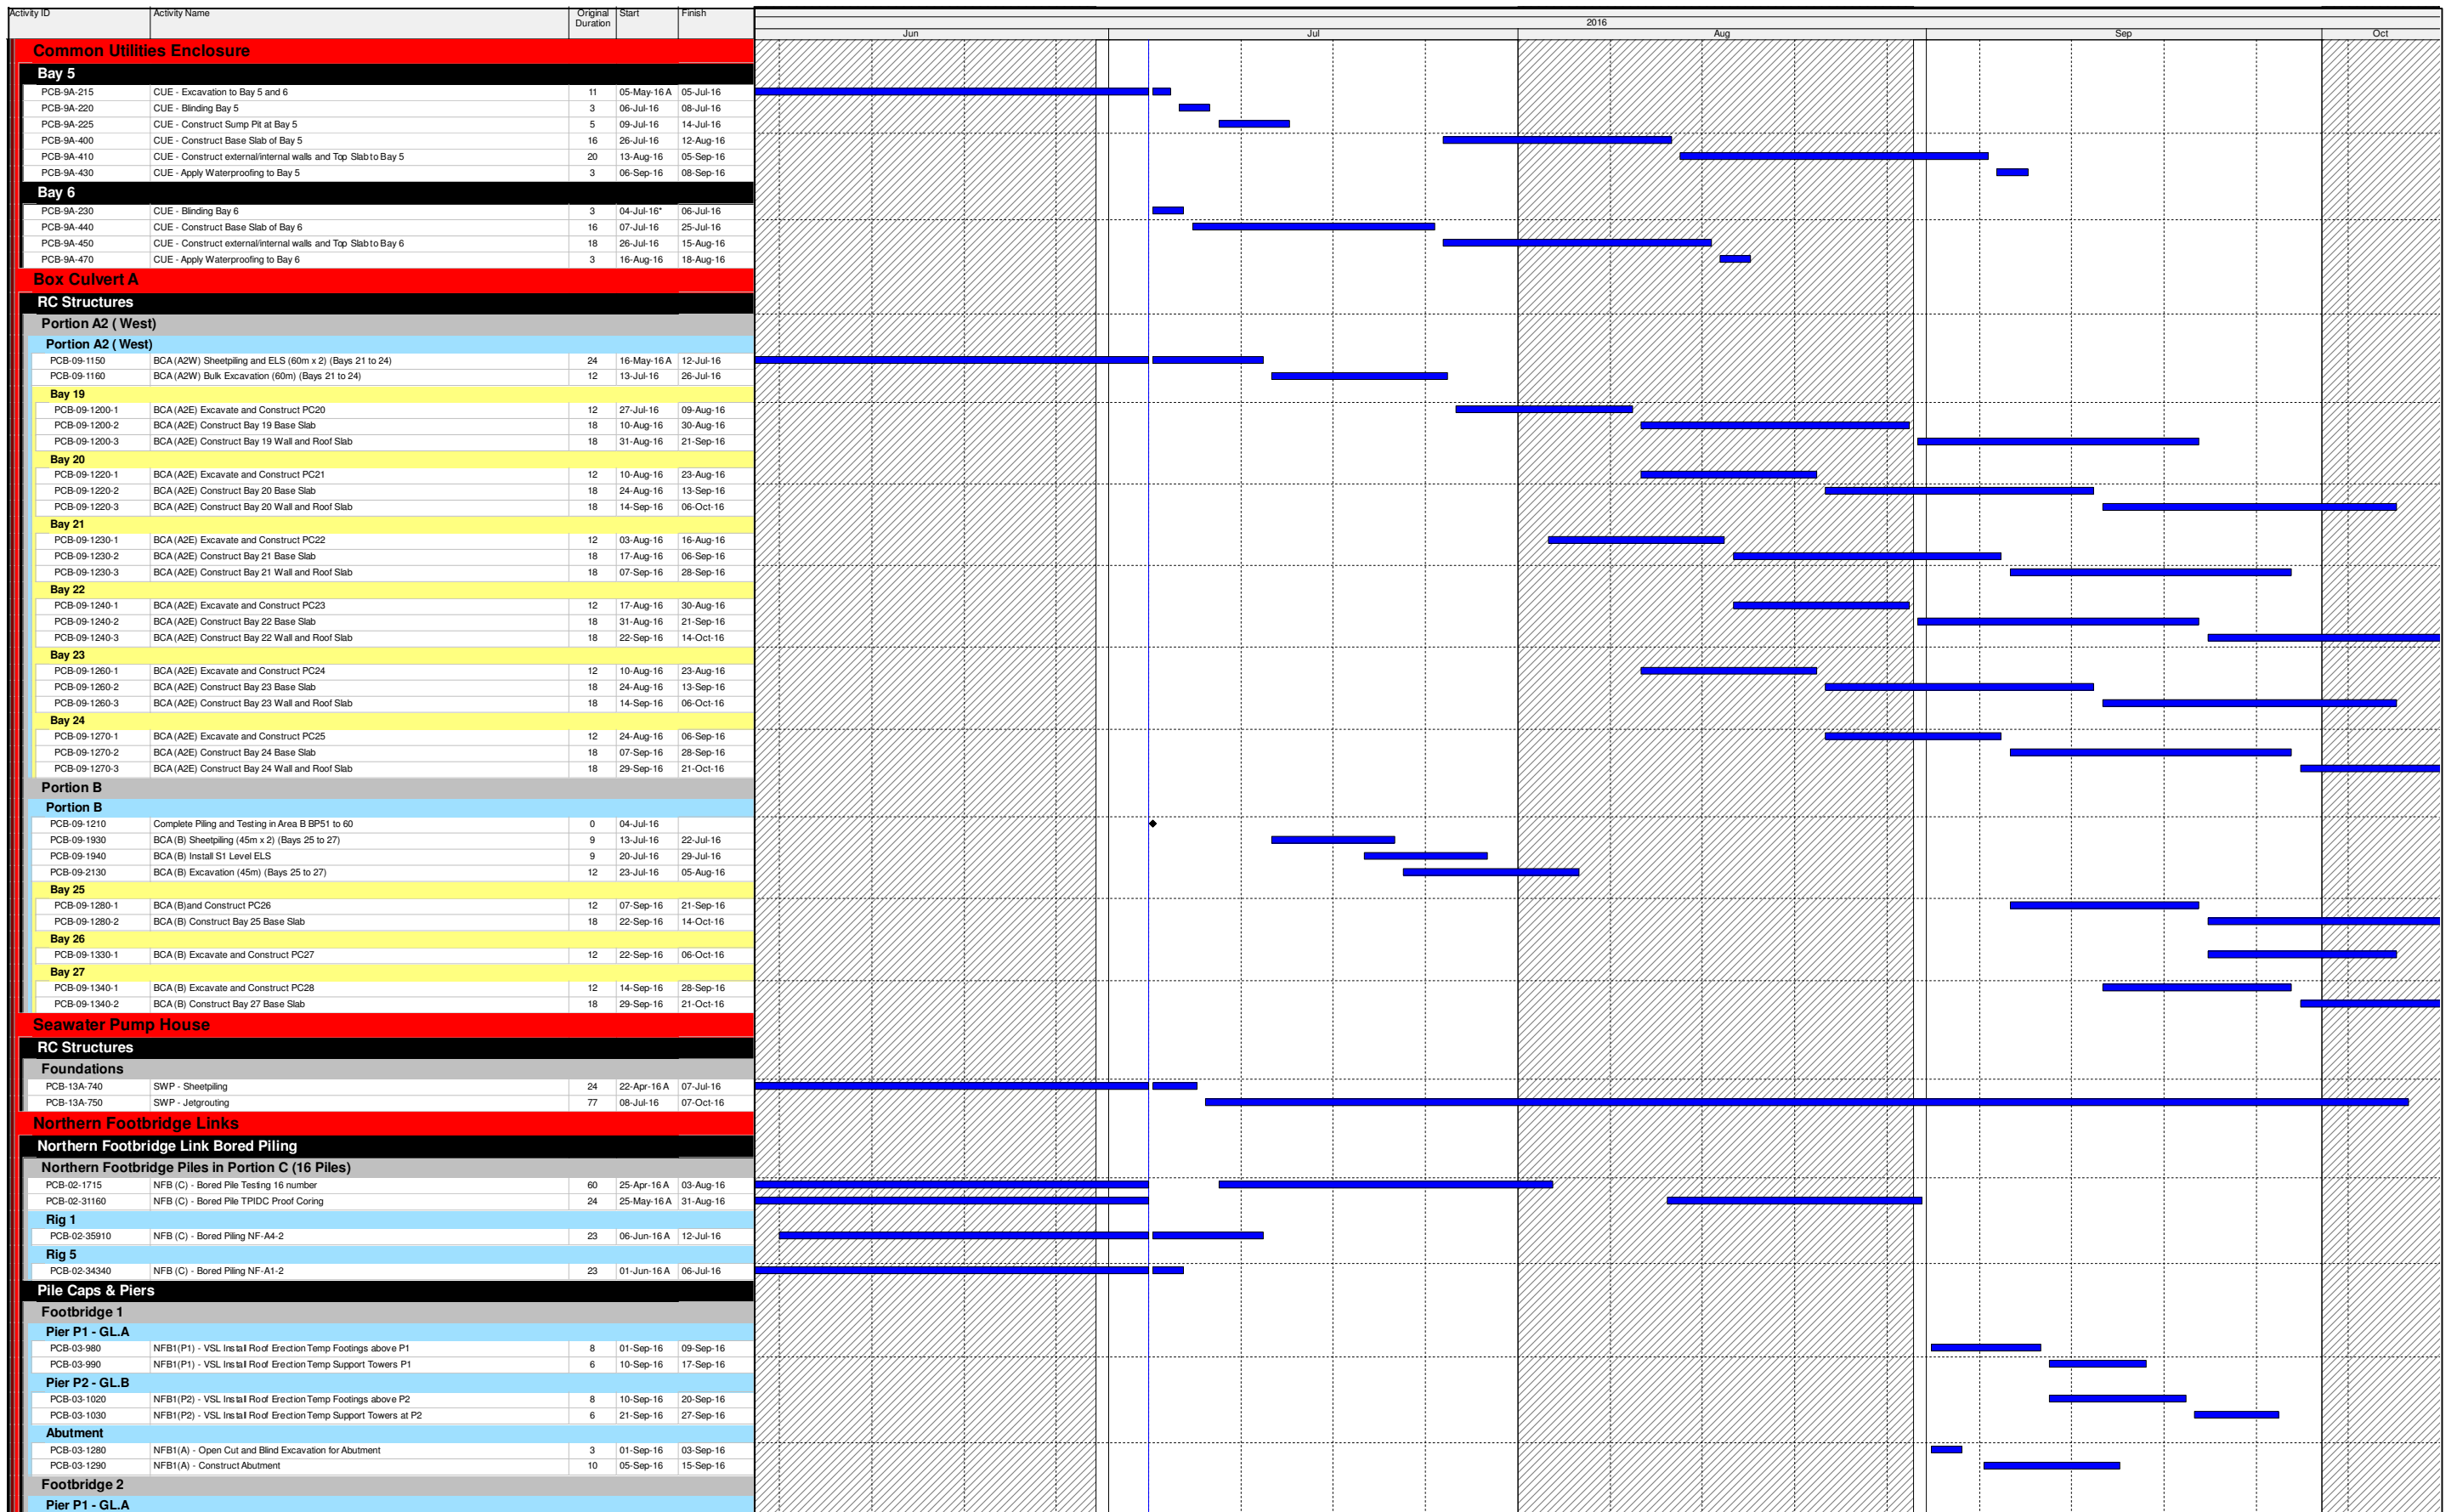 Activity ID Activity Name Original Duration Start Finish
2016
Jun Jul Aug Sep Oct
Common Utilities Enclosure
Bay 5
PCB-9A-215 CUE - Excavation to Bay 5 and 6 11 05-May-16 A 05-Jul-16
PCB-9A-220 CUE - Blinding Bay 5 3 06-Jul-16 08-Jul-16
PCB-9A-225 CUE - Construct Sump Pit at Bay 5 5 09-Jul-16 14-Jul-16
PCB-9A-400 CUE - Construct Base Slab of Bay 5 16 26-Jul-16 12-Aug-16
PCB-9A-410 CUE - Construct external/internal walls and Top Slab to Bay 5 20 13-Aug-16 05-Sep-16
PCB-9A-430 CUE - Apply Waterproofing to Bay 5 3 06-Sep-16 08-Sep-16
Bay 6
PCB-9A-230 CUE - Blinding Bay 6 3 04-Jul-16* 06-Jul-16
PCB-9A-440 CUE - Construct Base Slab of Bay 6 16 07-Jul-16 25-Jul-16
PCB-9A-450 CUE - Construct external/internal walls and Top Slab to Bay 6 18 26-Jul-16 15-Aug-16
PCB-9A-470 CUE - Apply Waterproofing to Bay 6 3 16-Aug-16 18-Aug-16
Box Culvert A
RC Structures
Portion A2 ( West)
Portion A2 ( West)
PCB-09-1150 BCA (A2W) Sheetpiling and ELS (60m x 2) (Bays 21 to 24) 24 16-May-16 A 12-Jul-16
PCB-09-1160 BCA (A2W) Bulk Excavation (60m) (Bays 21 to 24) 12 13-Jul-16 26-Jul-16
Bay 19
PCB-09-1200-1 BCA (A2E) Excavate and Construct PC20 12 27-Jul-16 09-Aug-16
PCB-09-1200-2 BCA (A2E) Construct Bay 19 Base Slab 18 10-Aug-16 30-Aug-16
PCB-09-1200-3 BCA (A2E) Construct Bay 19 Wall and Roof Slab 18 31-Aug-16 21-Sep-16
Bay 20
PCB-09-1220-1 BCA (A2E) Excavate and Construct PC21 12 10-Aug-16 23-Aug-16
PCB-09-1220-2 BCA (A2E) Construct Bay 20 Base Slab 18 24-Aug-16 13-Sep-16
PCB-09-1220-3 BCA (A2E) Construct Bay 20 Wall and Roof Slab 18 14-Sep-16 06-Oct-16
Bay 21
PCB-09-1230-1 BCA (A2E) Excavate and Construct PC22 12 03-Aug-16 16-Aug-16
PCB-09-1230-2 BCA (A2E) Construct Bay 21 Base Slab 18 17-Aug-16 06-Sep-16
PCB-09-1230-3 BCA (A2E) Construct Bay 21 Wall and Roof Slab 18 07-Sep-16 28-Sep-16
Bay 22
PCB-09-1240-1 BCA (A2E) Excavate and Construct PC23 12 17-Aug-16 30-Aug-16
PCB-09-1240-2 BCA (A2E) Construct Bay 22 Base Slab 18 31-Aug-16 21-Sep-16
PCB-09-1240-3 BCA (A2E) Construct Bay 22 Wall and Roof Slab 18 22-Sep-16 14-Oct-16
Bay 23
PCB-09-1260-1 BCA (A2E) Excavate and Construct PC24 12 10-Aug-16 23-Aug-16
PCB-09-1260-2 BCA (A2E) Construct Bay 23 Base Slab 18 24-Aug-16 13-Sep-16
PCB-09-1260-3 BCA (A2E) Construct Bay 23 Wall and Roof Slab 18 14-Sep-16 06-Oct-16
Bay 24
PCB-09-1270-1 BCA (A2E) Excavate and Construct PC25 12 24-Aug-16 06-Sep-16
PCB-09-1270-2 BCA (A2E) Construct Bay 24 Base Slab 18 07-Sep-16 28-Sep-16
PCB-09-1270-3 BCA (A2E) Construct Bay 24 Wall and Roof Slab 18 29-Sep-16 21-Oct-16
Portion B
Portion B
PCB-09-1210 Complete Piling and Testing in Area B BP51 to 60 0 04-Jul-16
PCB-09-1930 BCA (B) Sheetpiling (45m x 2) (Bays 25 to 27) 9 13-Jul-16 22-Jul-16
PCB-09-1940 BCA (B) Install S1 Level ELS 9 20-Jul-16 29-Jul-16
PCB-09-2130 BCA (B) Excavation (45m) (Bays 25 to 27) 12 23-Jul-16 05-Aug-16
Bay 25
PCB-09-1280-1 BCA (B)and Construct PC26 12 07-Sep-16 21-Sep-16
PCB-09-1280-2 BCA (B) Construct Bay 25 Base Slab 18 22-Sep-16 14-Oct-16
Bay 26
PCB-09-1330-1 BCA (B) Excavate and Construct PC27 12 22-Sep-16 06-Oct-16
Bay 27
PCB-09-1340-1 BCA (B) Excavate and Construct PC28 12 14-Sep-16 28-Sep-16
PCB-09-1340-2 BCA (B) Construct Bay 27 Base Slab 18 29-Sep-16 21-Oct-16
Seawater Pump House
RC Structures
Foundations
PCB-13A-740 SWP - Sheetpiling 24 22-Apr-16 A 07-Jul-16
PCB-13A-750 SWP - Jetgrouting 77 08-Jul-16 07-Oct-16
Northern Footbridge Links
Northern Footbridge Link Bored Piling
Northern Footbridge Piles in Portion C (16 Piles)
PCB-02-1715 NFB (C) - Bored Pile Testing 16 number 60 25-Apr-16 A 03-Aug-16
PCB-02-31160 NFB (C) - Bored Pile TPIDC Proof Coring 24 25-May-16 A 31-Aug-16
Rig 1
PCB-02-35910 NFB (C) - Bored Piling NF-A4-2 23 06-Jun-16 A 12-Jul-16
Rig 5
PCB-02-34340 NFB (C) - Bored Piling NF-A1-2 23 01-Jun-16 A 06-Jul-16
Pile Caps & Piers
Footbridge 1
Pier P1 - GL.A
PCB-03-980 NFB1(P1) - VSL Install Roof Erection Temp Footings above P1 8 01-Sep-16 09-Sep-16
PCB-03-990 NFB1(P1) - VSL Install Roof Erection Temp Support Towers P1 6 10-Sep-16 17-Sep-16
Pier P2 - GL.B
PCB-03-1020 NFB1(P2) - VSL Install Roof Erection Temp Footings above P2 8 10-Sep-16 20-Sep-16
PCB-03-1030 NFB1(P2) - VSL Install Roof Erection Temp Support Towers at P2 6 21-Sep-16 27-Sep-16
Abutment
PCB-03-1280 NFB1(A) - Open Cut and Blind Excavation for Abutment 3 01-Sep-16 03-Sep-16
PCB-03-1290 NFB1(A) - Construct Abutment 10 05-Sep-16 15-Sep-16
Footbridge 2
Pier P1 - GL.A